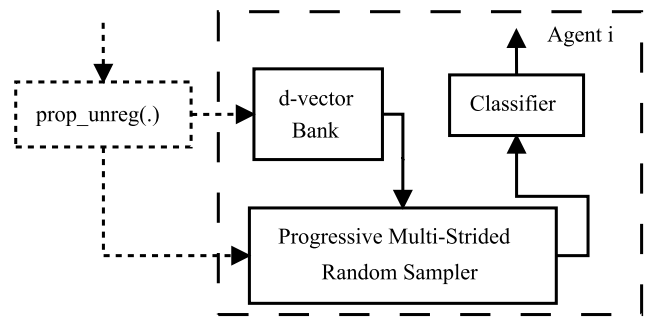 Agent i
prop_unreg(.)
d-vector
Bank
Classifier
Progressive Multi-Strided
Random Sampler